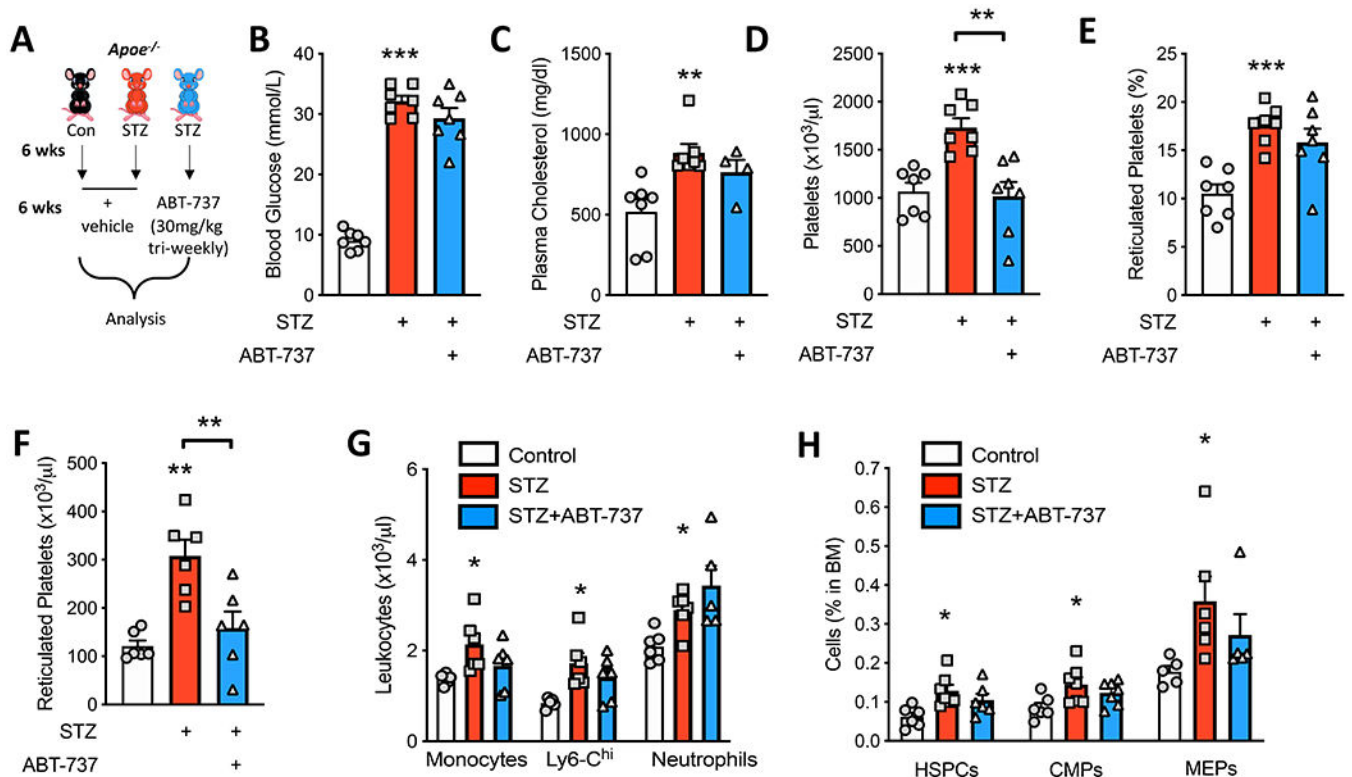 A
Apoe-/-
Con STZ STZ
6 wks
6 wks
+
vehicle
ABT-737
(30mg/kg
tri-weekly)
Analysis
B
Blood Glucose (mmol/L)
40
30
20
10
0
STZ + +
ABT-737 +
C
Plasma Cholesterol (mg/dl)
1500
1000
500
0
**
STZ + +
ABT-737 +
***
D
Platelets (x10³/µl)
2500
2000
1500
1000
500
0
**
***
STZ + +
ABT-737 +
E
Reticulated Platelets (%)
25
20
15
10
5
0
***
STZ + +
ABT-737 +
F
Reticulated Platelets (x10³/µl)
500
400
300
200
100
0
**
**
STZ + +
ABT-737 +
G
Control
STZ
STZ+ABT-737
Leukocytes (x10³/µl)
6
4
2
0
* * *
Monocytes Ly6-Chi Neutrophils
H
Control
STZ
STZ+ABT-737
Cells (% in BM)
0.7
0.6
0.5
0.4
0.3
0.2
0.1
0.0
* * *
HSPCs CMPs MEPs